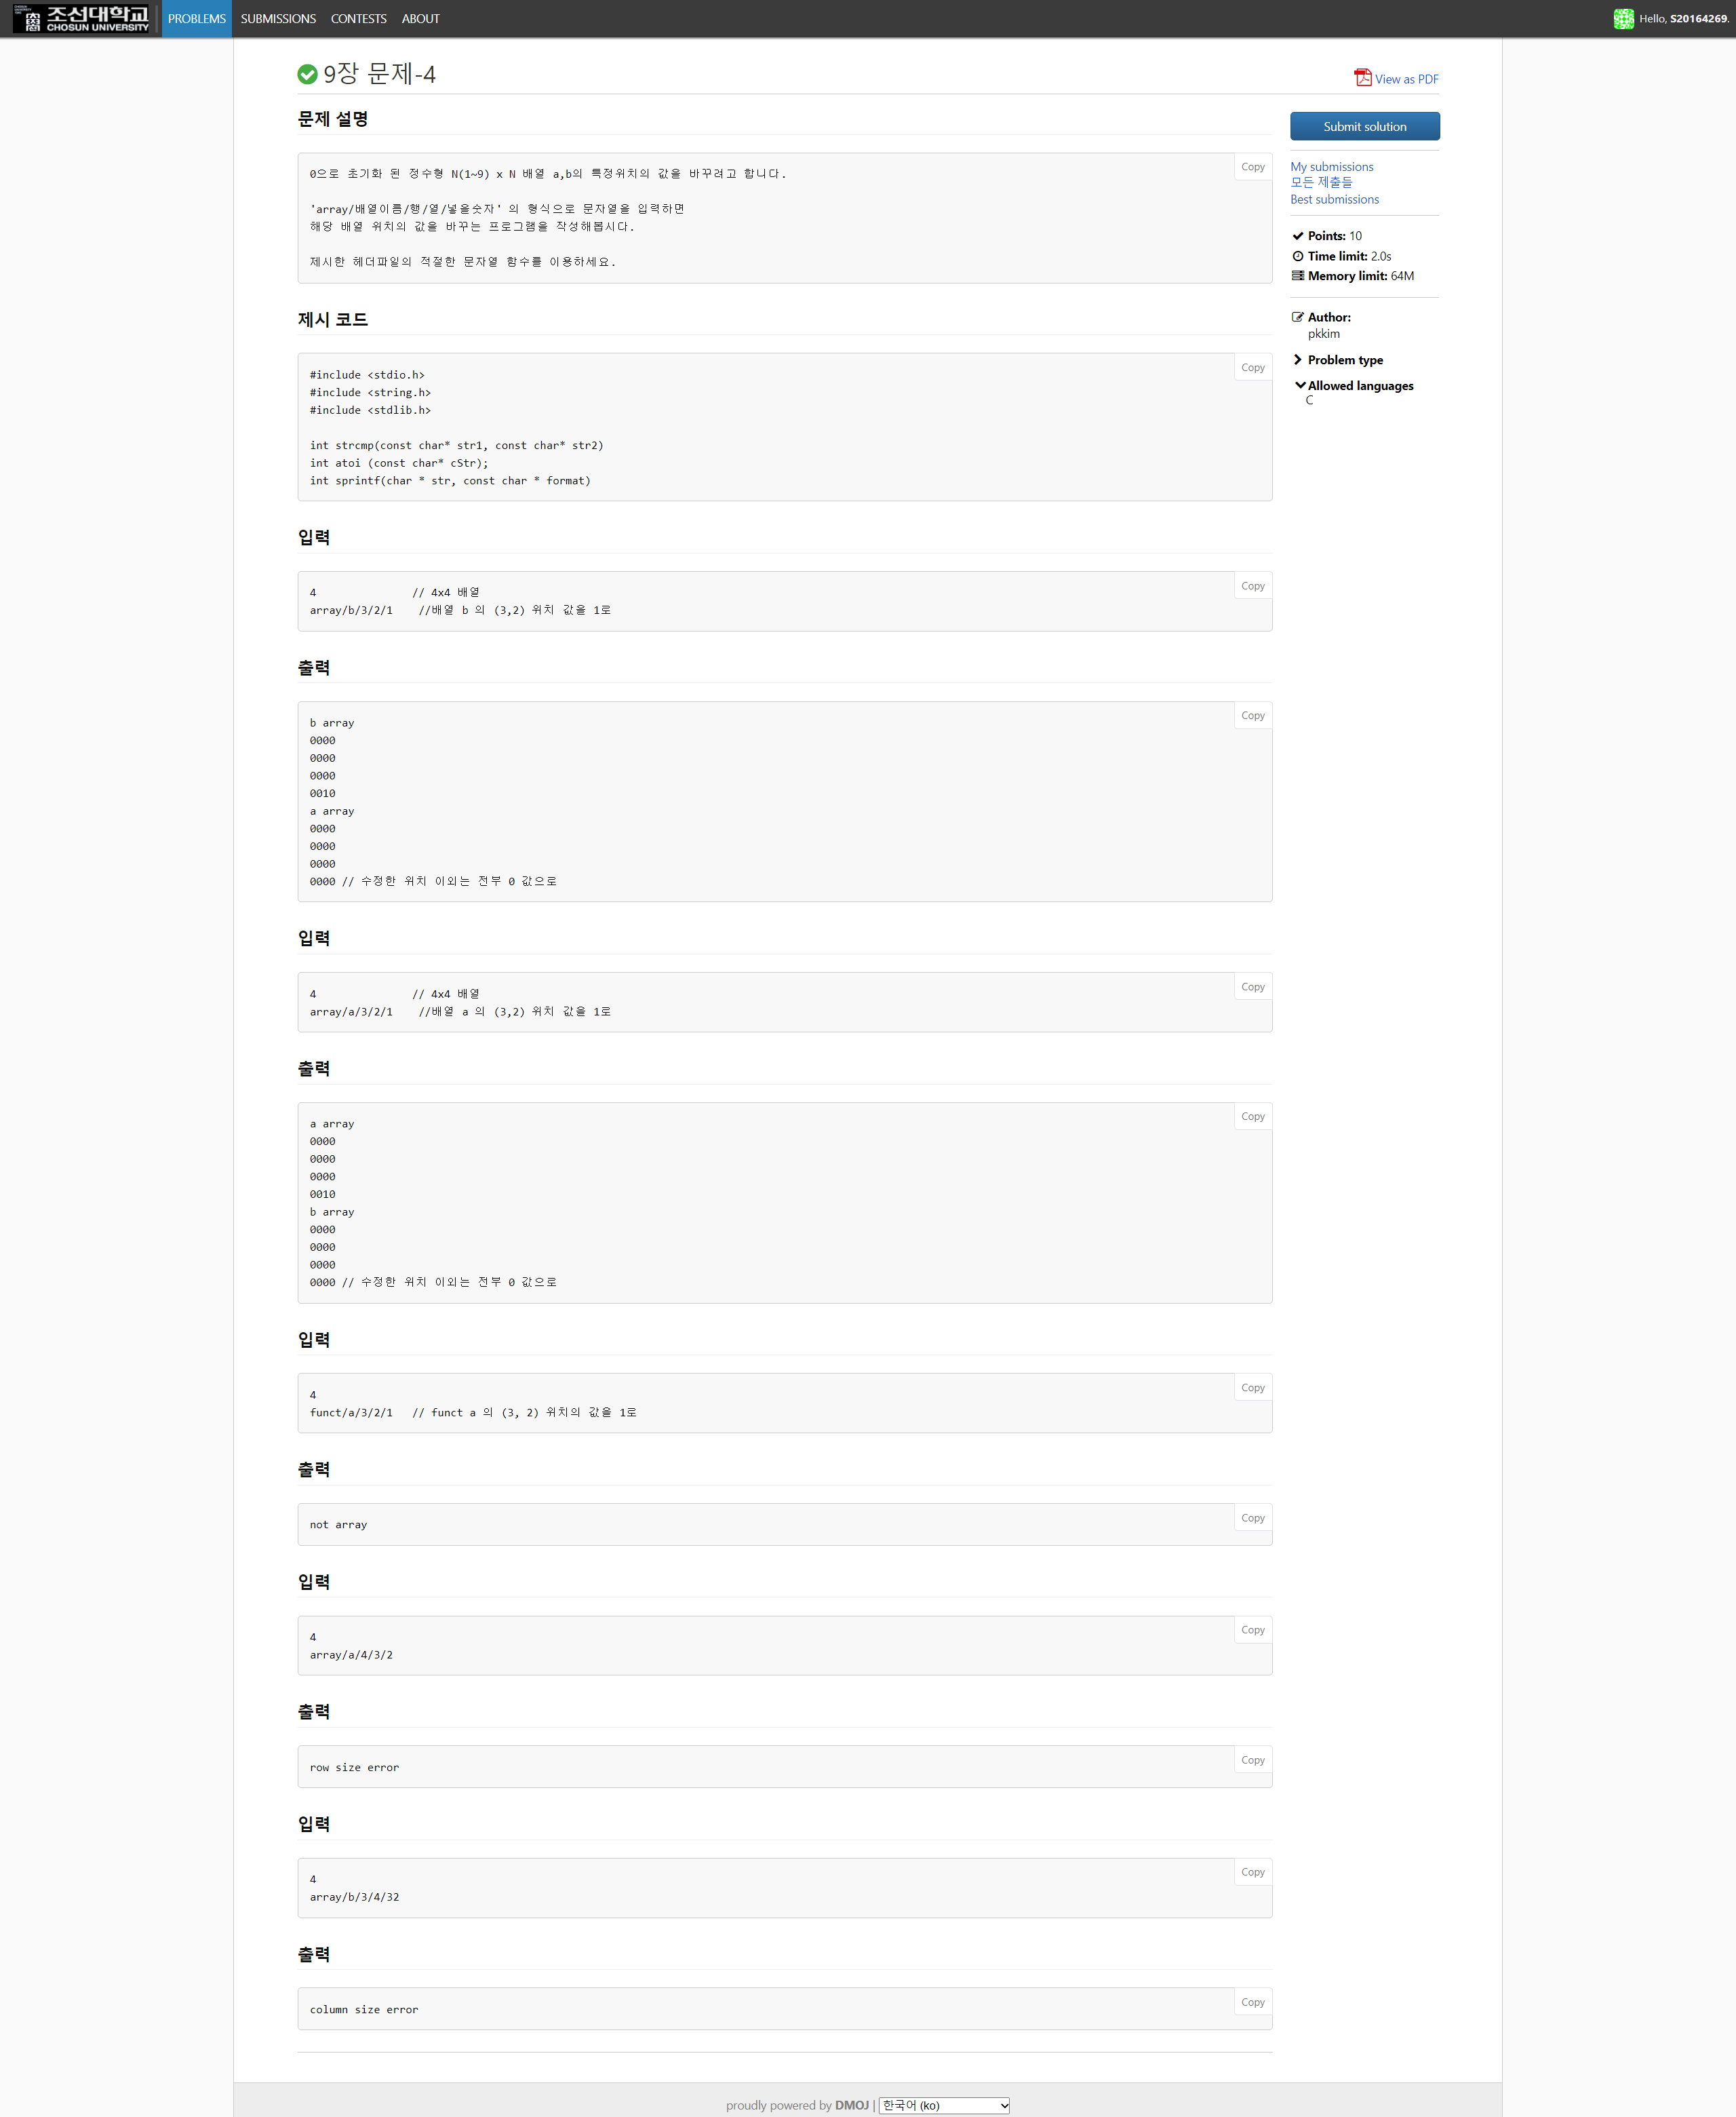 조선대학교
CHOSUN UNIVERSITY
PROBLEMS SUBMISSIONS CONTESTS ABOUT
Hello, S20164269.
9장 문제-4
View as PDF
문제 설명
Copy
0으로 초기화 된 정수형 N(1~9) x N 배열 a,b의 특정위치의 값을 바꾸려고 합니다.
'array/배열이름/행/열/넣을숫자' 의 형식으로 문자열을 입력하면
해당 배열 위치의 값을 바꾸는 프로그램을 작성해봅시다.
제시한 헤더파일의 적절한 문자열 함수를 이용하세요.
제시 코드
Copy
#include <stdio.h>
#include <string.h>
#include <stdlib.h>
int strcmp(const char* str1, const char* str2)
int atoi (const char* cStr);
int sprintf(char * str, const char * format)
입력
Copy
4               // 4x4 배열
array/b/3/2/1    //배열 b 의 (3,2) 위치 값을 1로
출력
Copy
b array
0000
0000
0000
0010
a array
0000
0000
0000
0000 // 수정한 위치 이외는 전부 0 값으로
입력
Copy
4               // 4x4 배열
array/a/3/2/1    //배열 a 의 (3,2) 위치 값을 1로
출력
Copy
a array
0000
0000
0000
0010
b array
0000
0000
0000
0000 // 수정한 위치 이외는 전부 0 값으로
입력
Copy
4
funct/a/3/2/1   // funct a 의 (3, 2) 위치의 값을 1로
출력
Copy
not array
입력
Copy
4
array/a/4/3/2
출력
Copy
row size error
입력
Copy
4
array/b/3/4/32
출력
Copy
column size error
Submit solution
My submissions
모든 제출들
Best submissions
Points: 10
Time limit: 2.0s
Memory limit: 64M
Author:
pkkim
Problem type
Allowed languages
C
proudly powered by DMOJ | 한국어 (ko)